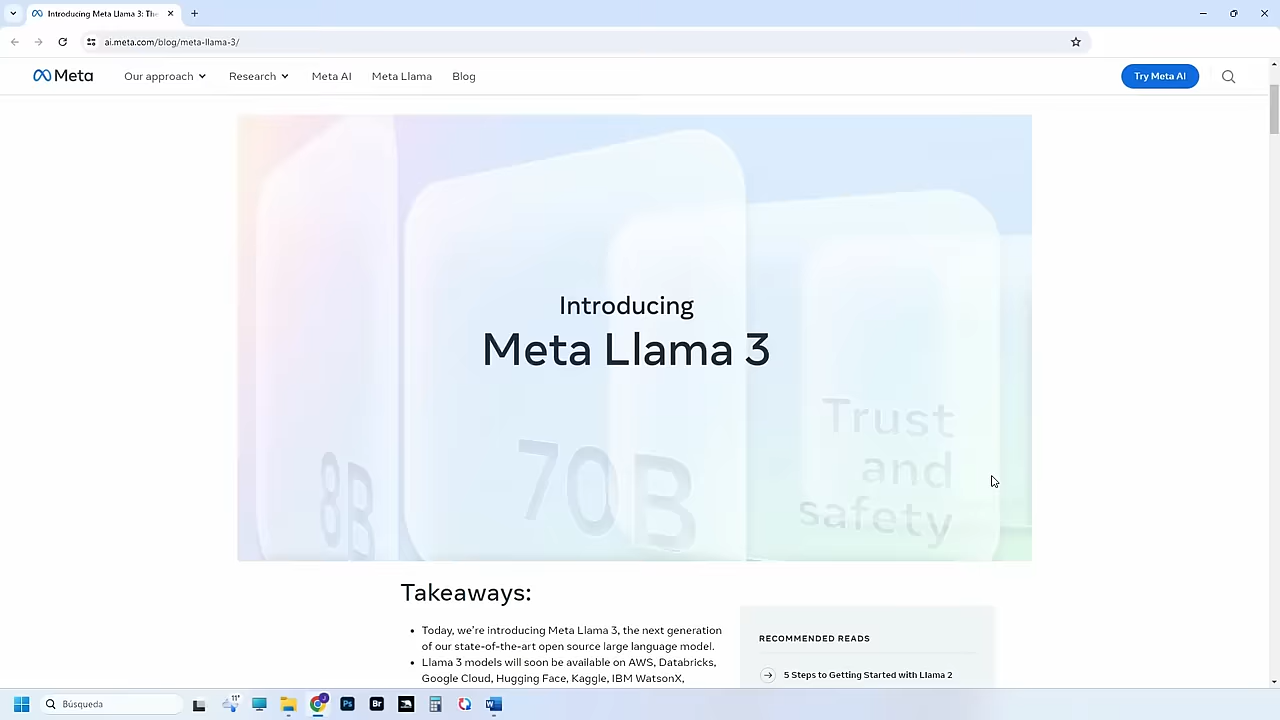 Introducing Meta Llama 3: The
ai.meta.com/blog/meta-llama-3/
Meta
Our approach
Research
Meta AI
Meta Llama
Blog
Try Meta AI
Introducing
Meta Llama 3
8B
70B
Trust
and
safety
Takeaways:
Today, we're introducing Meta Llama 3, the next generation
of our state-of-the-art open source large language model.
Llama 3 models will soon be available on AWS, Databricks,
Google Cloud, Hugging Face, Kaggle, IBM WatsonX,
RECOMMENDED READS
5 Steps to Getting Started with Llama 2
Búsqueda
11°
Ps
Br
W